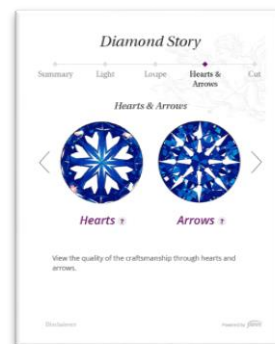 Diamond Story
Summary Light Loupe Hearts & Arrows Cut
Hearts & Arrows
Hearts ?
Arrows ?
View the quality of the craftsmanship through hearts and
arrows.
Disclaimer